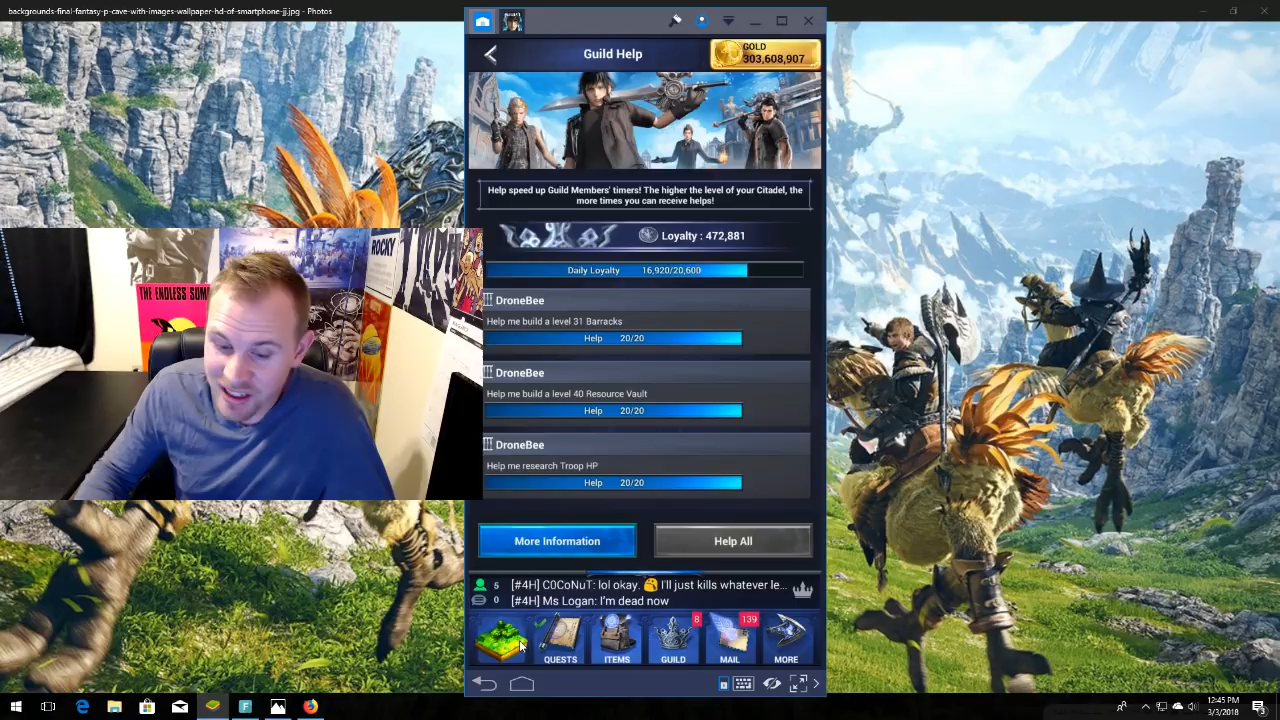 backgrounds-final-fantasy-p-cave-with-images-wallpaper-hd-of-smartphone-jj.jpg - Photos
Guild Help
GOLD
303,608,907
Help speed up Guild Members' timers! The higher the level of your Citadel, the
more times you can receive helps!
Loyalty : 472,881
Daily Loyalty 16,920/20,600
DroneBee
Help me build a level 31 Barracks
Help 20/20
DroneBee
Help me build a level 40 Resource Vault
Help 20/20
DroneBee
Help me research Troop HP
Help 20/20
More Information
Help All
5 [#4H] C0CoNuT: lol okay. I'll just kills whatever le...
0 [#4H] Ms Logan: I'm dead now
8
139
QUESTS
ITEMS
GUILD
MAIL
MORE
THE ENDLESS SUM
ROCKY
12:45 PM
3/3/2018